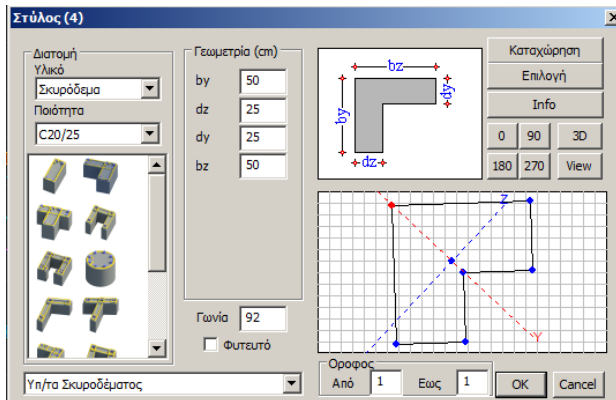 Στύλος (4)
Διατομή
Υλικό
Σκυρόδεμα
Ποιότητα
C20/25
Γεωμετρία (cm)
by 50
dz 25
dy 25
bz 50
Γωνία 92
Φυτευτό
bz
by
dy
dz
Καταχώρηση
Επιλογή
Info
0 90 3D
180 270 View
Z
Y
Υπ/τα Σκυροδέματος
Οροφος
Από 1 Εως 1
OK Cancel